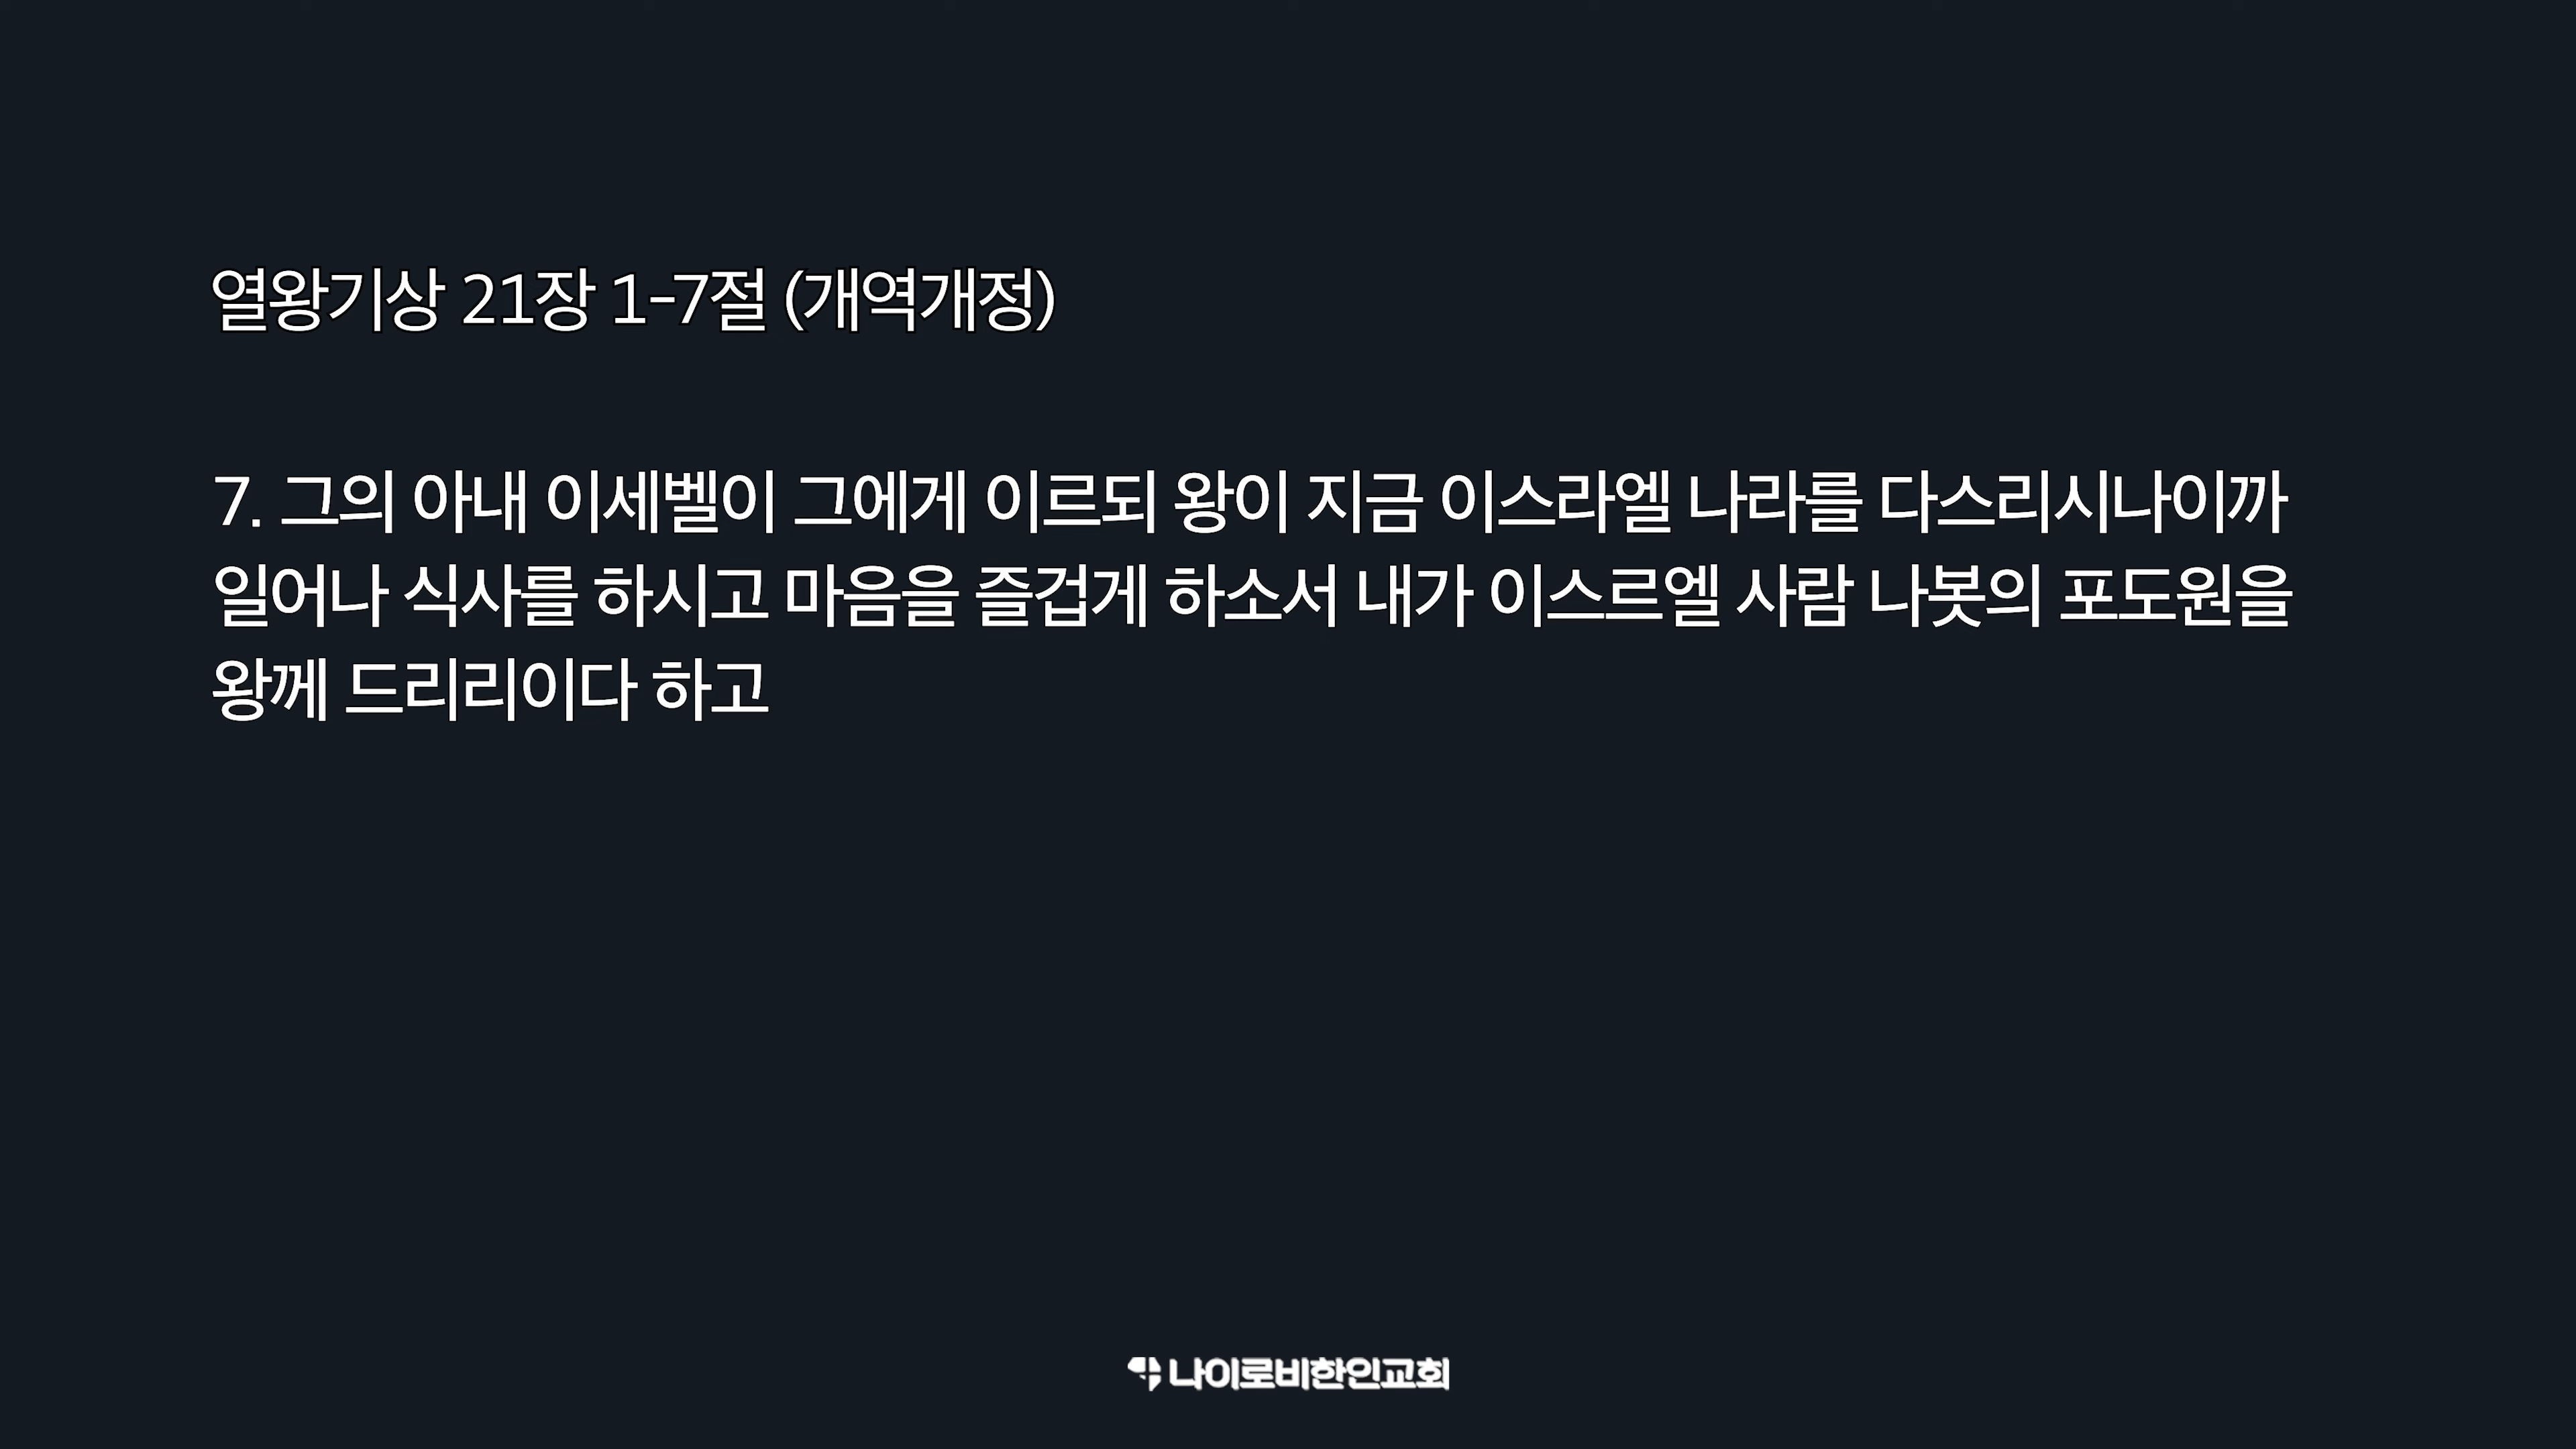 열왕기상 21장 1-7절 (개역개정)
7. 그의 아내 이세벨이 그에게 이르되 왕이 지금 이스라엘 나라를 다스리시나이까
일어나 식사를 하시고 마음을 즐겁게 하소서 내가 이스르엘 사람 나봇의 포도원을
왕께 드리리이다 하고
나이로비한인교회